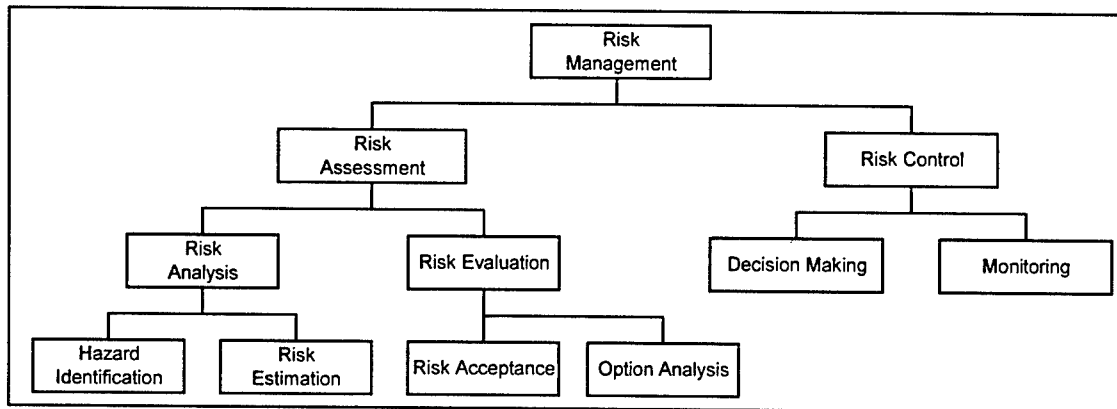 Risk
Management
Risk
Assessment
Risk Control
Risk
Analysis
Risk Evaluation
Decision Making
Monitoring
Hazard
Identification
Risk
Estimation
Risk Acceptance
Option Analysis